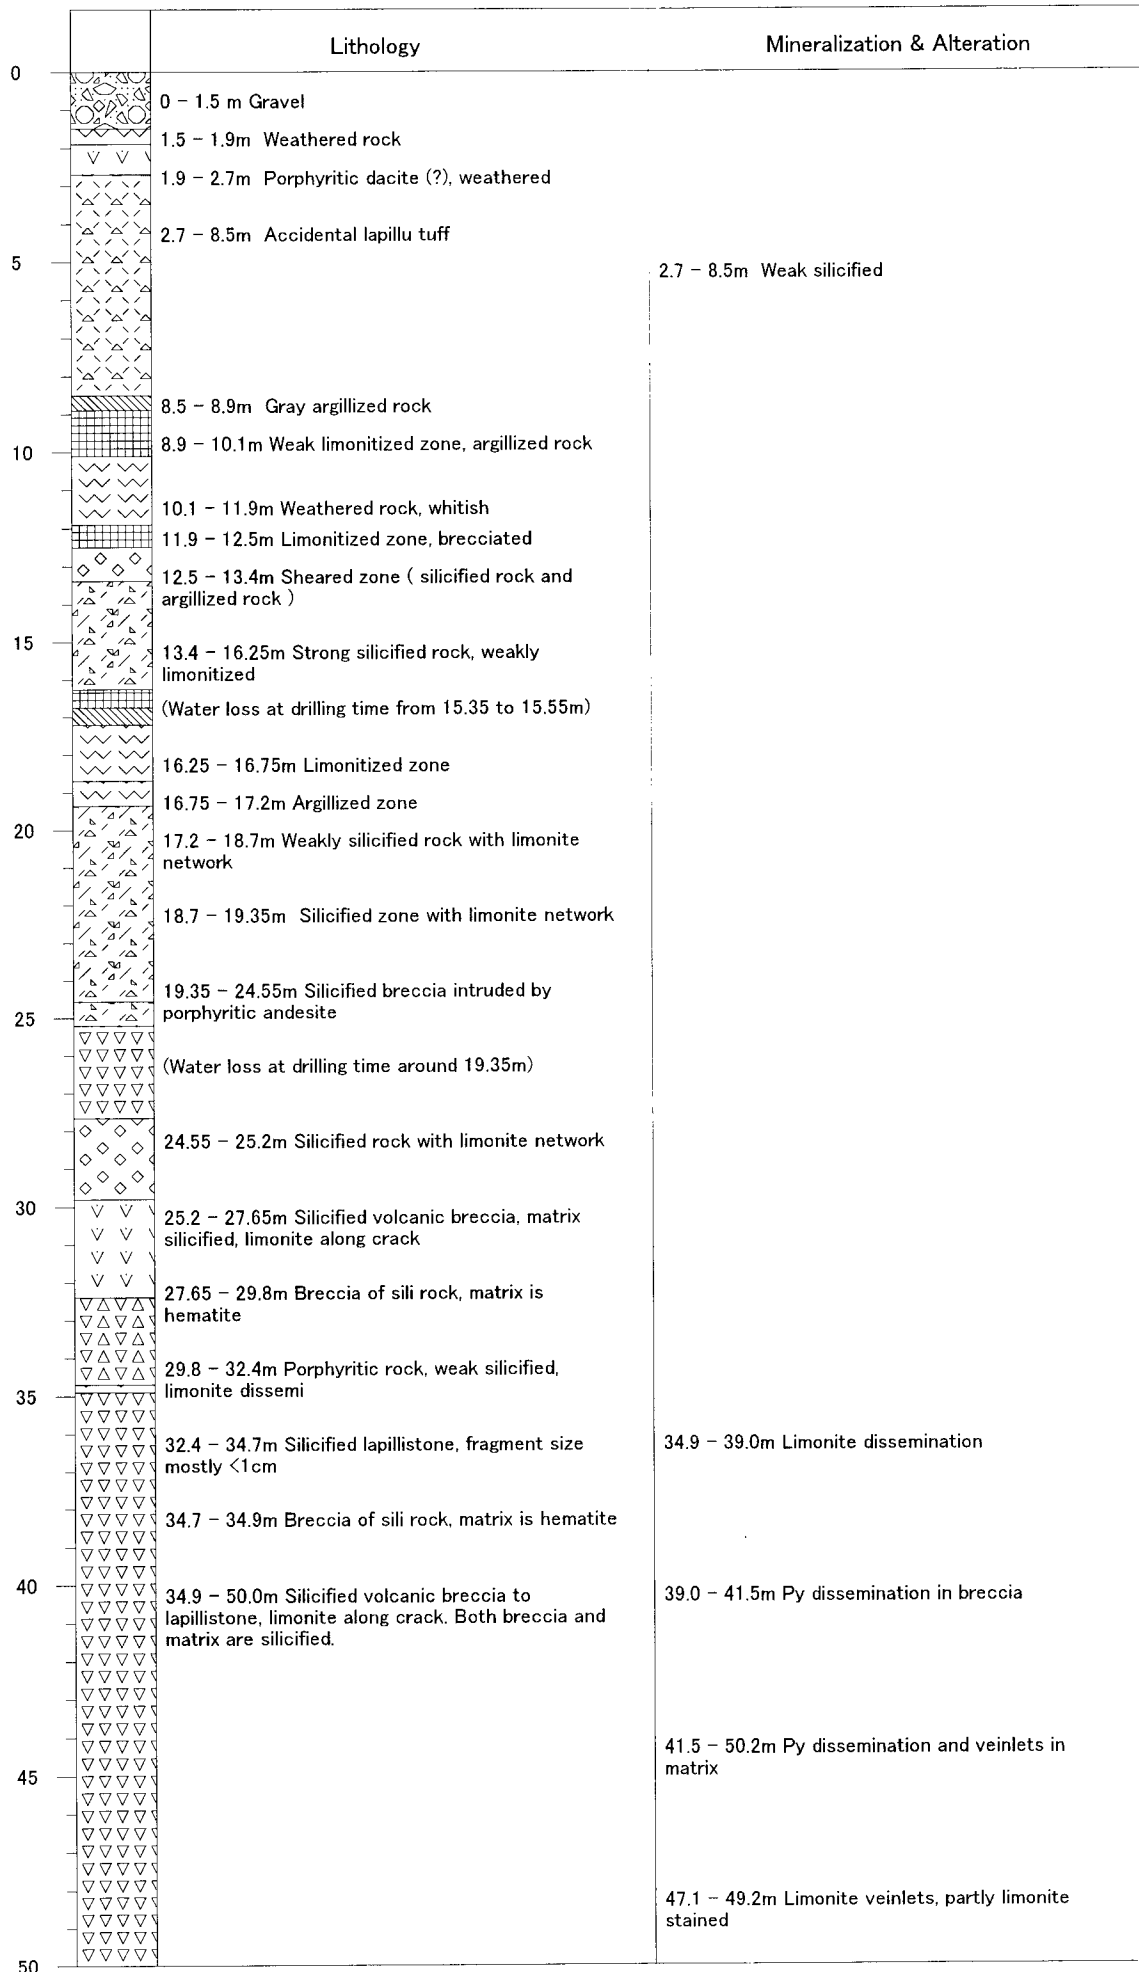 Lithology
Mineralization & Alteration
0
0 - 1.5 m Gravel
1.5 - 1.9m Weathered rock
1.9 - 2.7m Porphyritic dacite (?), weathered
2.7 - 8.5m Accidental lapillu tuff
5
2.7 - 8.5m Weak silicified
8.5 - 8.9m Gray argillized rock
8.9 - 10.1m Weak limonitized zone, argillized rock
10
10.1 - 11.9m Weathered rock, whitish
11.9 - 12.5m Limonitized zone, brecciated
12.5 - 13.4m Sheared zone ( silicified rock and
argillized rock )
15
13.4 - 16.25m Strong silicified rock, weakly
limonitized
(Water loss at drilling time from 15.35 to 15.55m)
16.25 - 16.75m Limonitized zone
16.75 - 17.2m Argillized zone
20
17.2 - 18.7m Weakly silicified rock with limonite
network
18.7 - 19.35m Silicified zone with limonite network
19.35 - 24.55m Silicified breccia intruded by
porphyritic andesite
25
(Water loss at drilling time around 19.35m)
24.55 - 25.2m Silicified rock with limonite network
30
25.2 - 27.65m Silicified volcanic breccia, matrix
silicified, limonite along crack
27.65 - 29.8m Breccia of sili rock, matrix is
hematite
29.8 - 32.4m Porphyritic rock, weak silicified,
limonite dissemi
35
32.4 - 34.7m Silicified lapillistone, fragment size
mostly <1cm
34.9 - 39.0m Limonite dissemination
34.7 - 34.9m Breccia of sili rock, matrix is hematite
40
34.9 - 50.0m Silicified volcanic breccia to
lapillistone, limonite along crack. Both breccia and
matrix are silicified.
39.0 - 41.5m Py dissemination in breccia
41.5 - 50.2m Py dissemination and veinlets in
matrix
45
47.1 - 49.2m Limonite veinlets, partly limonite
stained
50